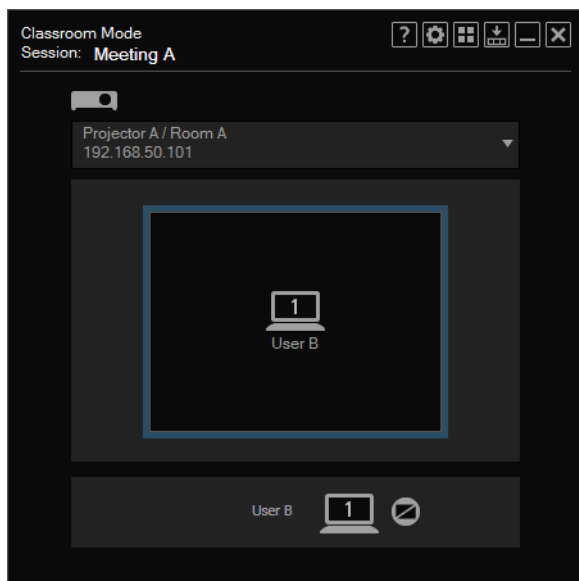 Classroom Mode
Session: Meeting A
?
Projector A / Room A
192.168.50.101
1
User B
User B 1